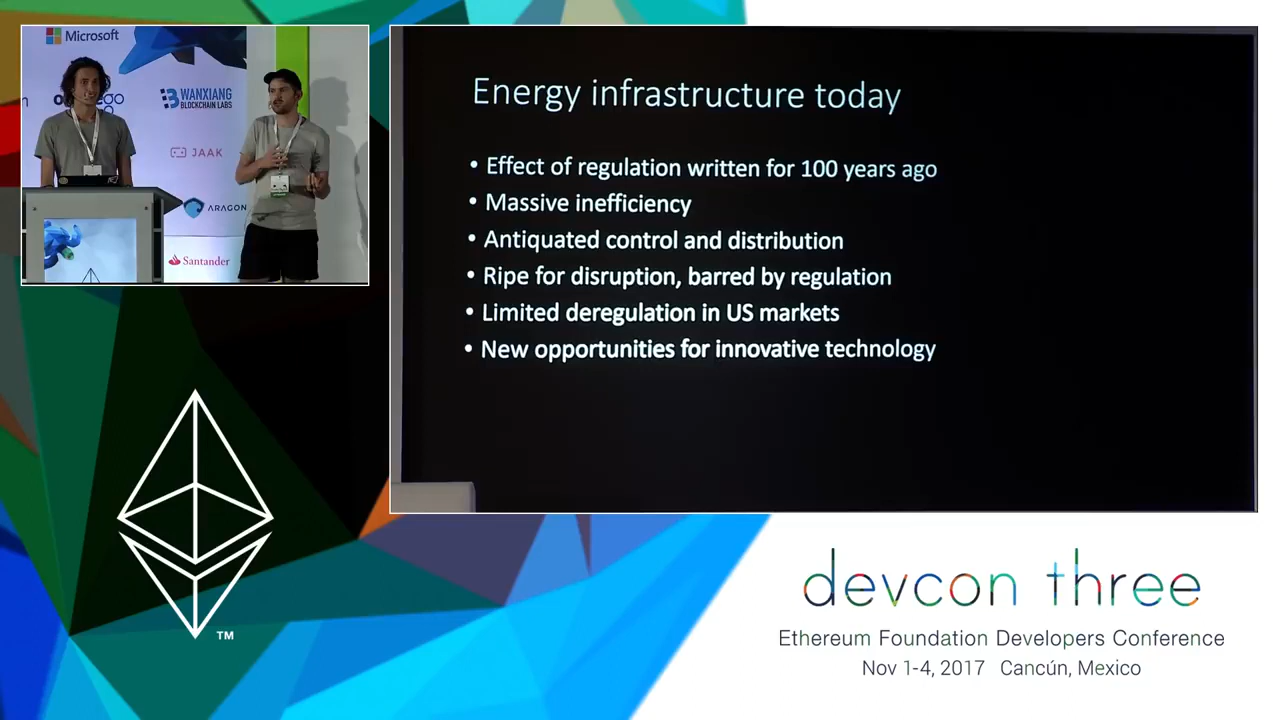 Microsoft
WANXIANG
BLOCKCHAIN LABS
JAAK
ARAGON
Santander
Energy infrastructure today
• Effect of regulation written for 100 years ago
• Massive inefficiency
• Antiquated control and distribution
• Ripe for disruption, barred by regulation
• Limited deregulation in US markets
• New opportunities for innovative technology
TM
devcon three
Ethereum Foundation Developers Conference
Nov 1-4, 2017 Cancún, Mexico